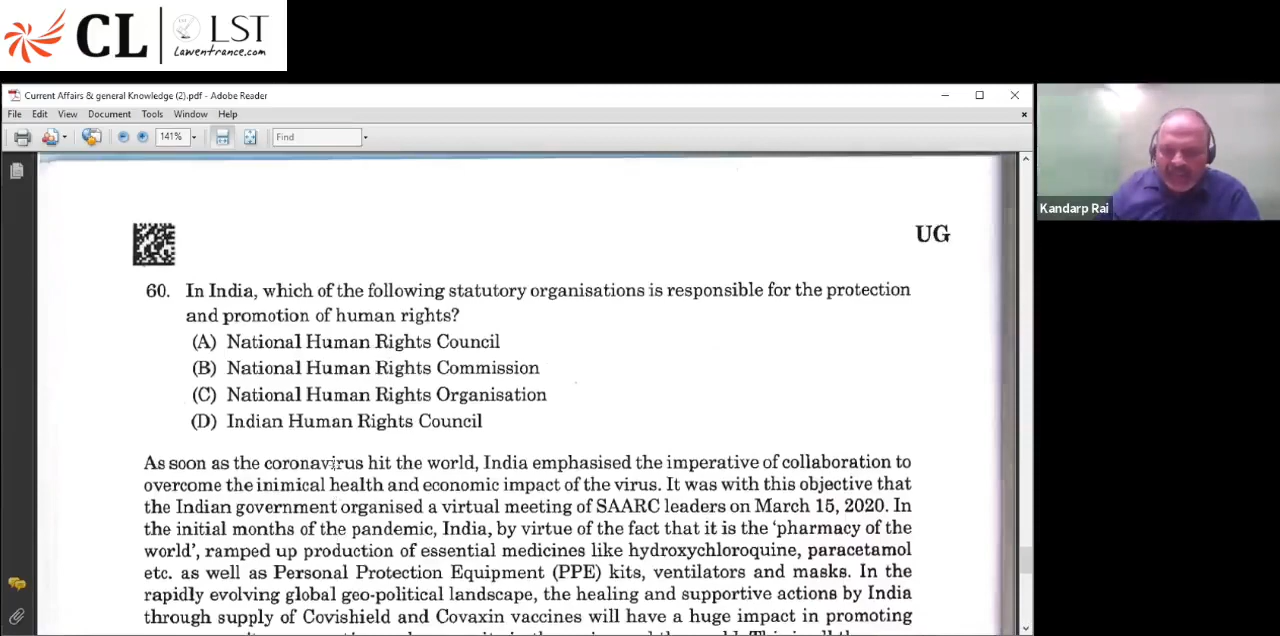 CL LST
Lawentrance.com
Current Affairs & general Knowledge (2).pdf - Adobe Reader
File Edit View Document Tools Window Help
141% Find
Kandarp Rai
UG
60. In India, which of the following statutory organisations is responsible for the protection
and promotion of human rights?
(A) National Human Rights Council
(B) National Human Rights Commission
(C) National Human Rights Organisation
(D) Indian Human Rights Council
As soon as the coronavirus hit the world, India emphasised the imperative of collaboration to
overcome the inimical health and economic impact of the virus. It was with this objective that
the Indian government organised a virtual meeting of SAARC leaders on March 15, 2020. In
the initial months of the pandemic, India, by virtue of the fact that it is the 'pharmacy of the
world', ramped up production of essential medicines like hydroxychloroquine, paracetamol
etc. as well as Personal Protection Equipment (PPE) kits, ventilators and masks. In the
rapidly evolving global geo-political landscape, the healing and supportive actions by India
through supply of Covishield and Covaxin vaccines will have a huge impact in promoting